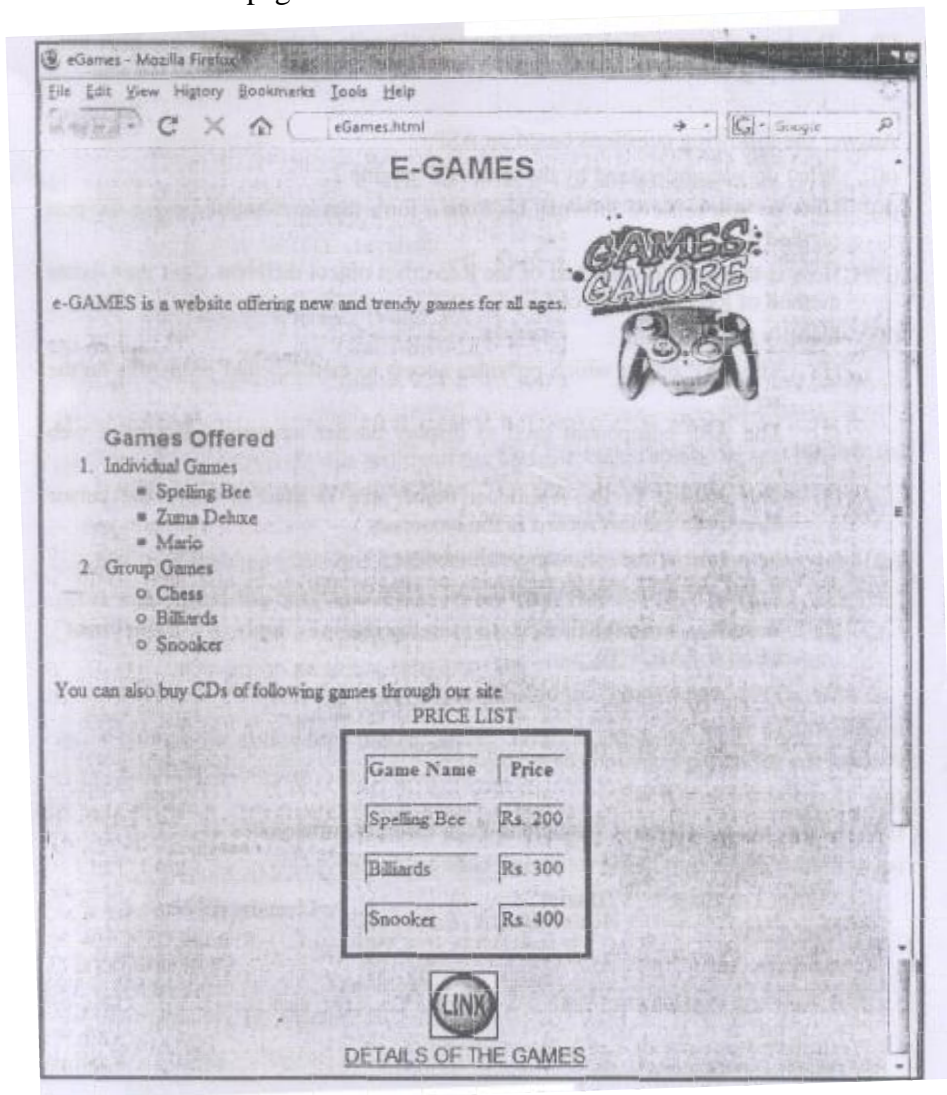 eGames - Mozilla Firefox
File Edit View History Bookmarks Tools Help
eGames.html
Google
E-GAMES
GAMES
GALORE
e-GAMES is a website offering new and trendy games for all ages.
Games Offered
1. Individual Games
Spelling Bee
Zuma Deluxe
Mario
2. Group Games
Chess
Billiards
Snooker
You can also buy CDs of following games through our site
PRICE LIST
Game Name Price
Spelling Bee Rs. 200
Billiards Rs. 300
Snooker Rs. 400
LINK
DETAILS OF THE GAMES